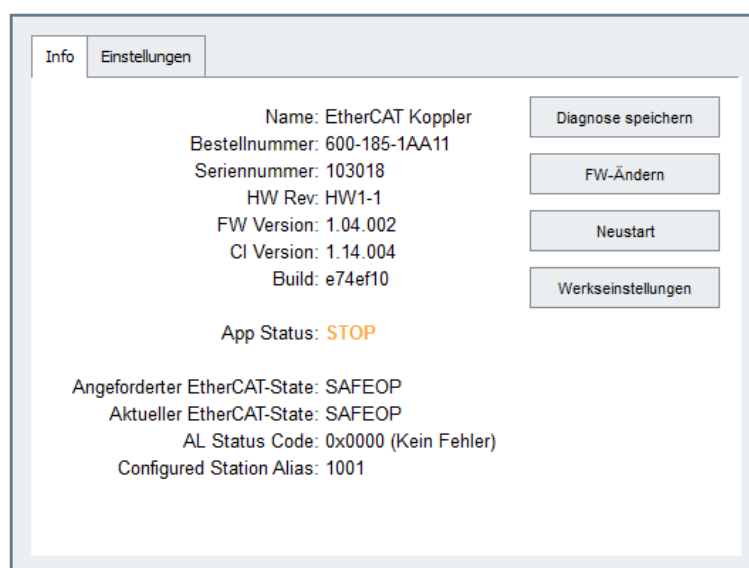 Info Einstellungen
Name: EtherCAT Koppler
Bestellnummer: 600-185-1AA11
Seriennummer: 103018
HW Rev: HW1-1
FW Version: 1.04.002
CI Version: 1.14.004
Build: e74ef10
App Status: STOP
Angeforderter EtherCAT-State: SAFEOP
Aktueller EtherCAT-State: SAFEOP
AL Status Code: 0x0000 (Kein Fehler)
Configured Station Alias: 1001
Diagnose speichern
FW-Ändern
Neustart
Werkseinstellungen